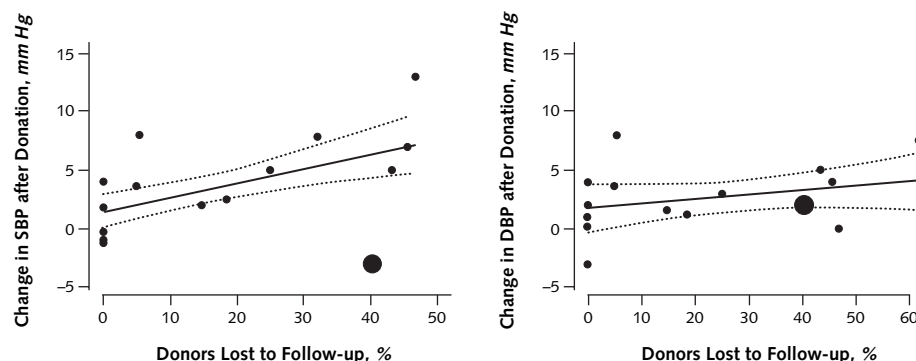 Change in SBP after Donation, mm Hg
15
10
5
0
–5
0 10 20 30 40 50
Donors Lost to Follow-up, %
Change in DBP after Donation, mm Hg
15
10
5
0
–5
0 10 20 30 40 50 60
Donors Lost to Follow-up, %